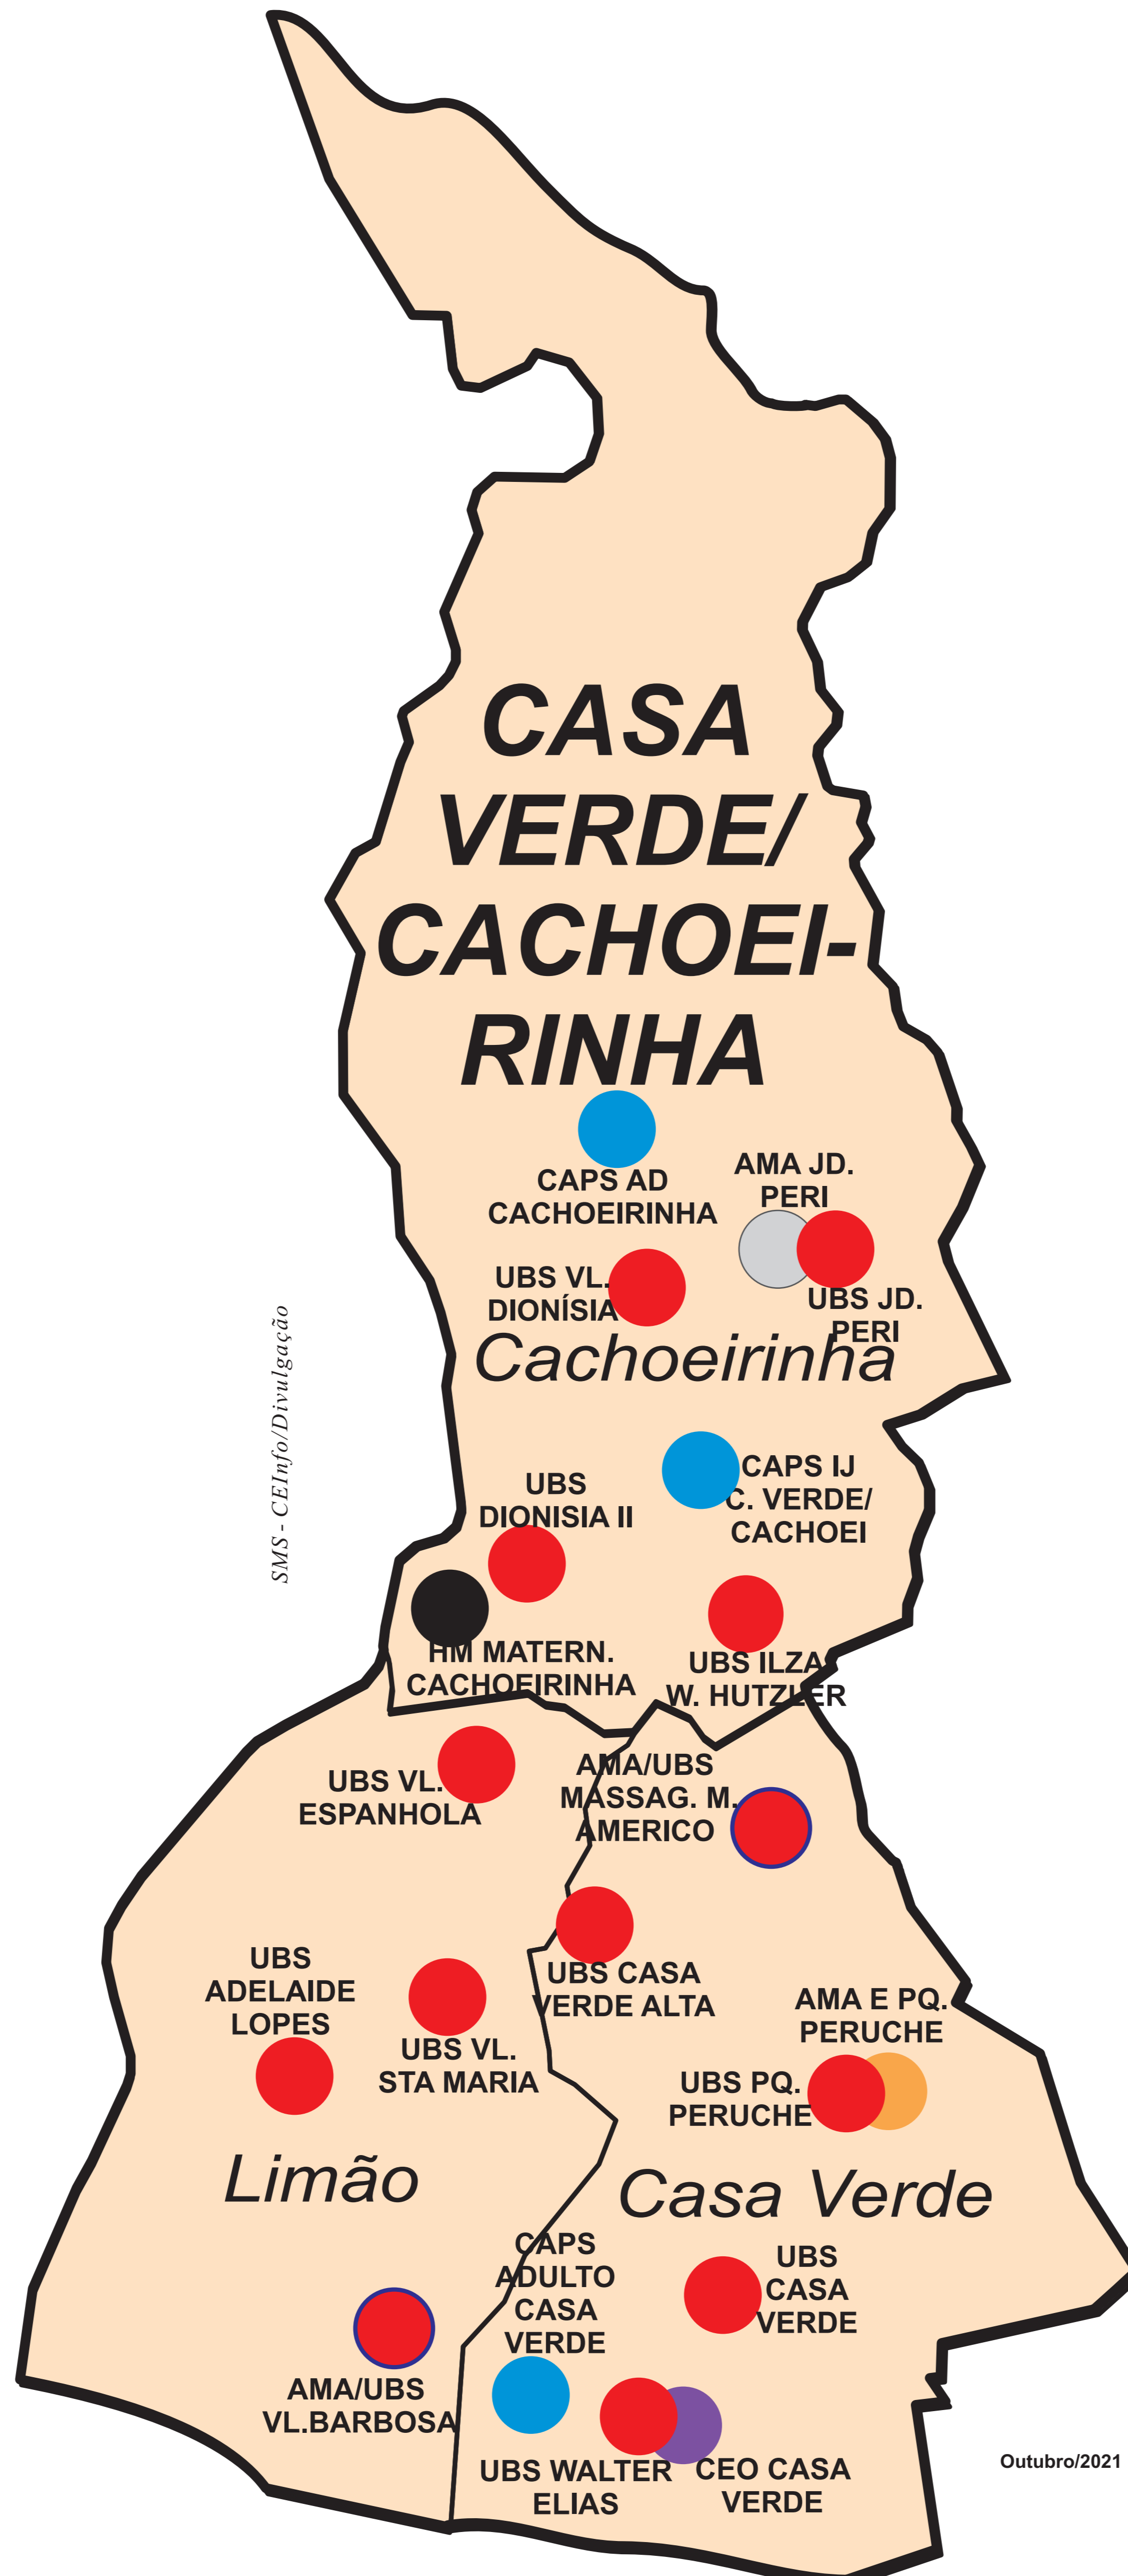 CASA
VERDE/
CACHOEI-
RINHA
CAPS AD
CACHOEIRINHA
AMA JD.
PERI
UBS VL.
DIONÍSIA
UBS JD.
PERI
Cachoeirinha
SMS - CEInfo/Divulgação
CAPS IJ
C. VERDE/
CACHOEI
UBS
DIONISIA II
HM MATERN.
CACHOEIRINHA
UBS ILZA
W. HUTZLER
UBS VL.
ESPANHOLA
AMA/UBS
MASSAG. M.
AMERICO
UBS
ADELAIDE
LOPES
UBS VL.
STA MARIA
UBS CASA
VERDE ALTA
AMA E PQ.
PERUCHE
UBS PQ.
PERUCHE
Limão
Casa Verde
CAPS
ADULTO
CASA
VERDE
UBS
CASA
VERDE
AMA/UBS
VL.BARBOSA
UBS WALTER
ELIAS
CEO CASA
VERDE
Outubro/2021